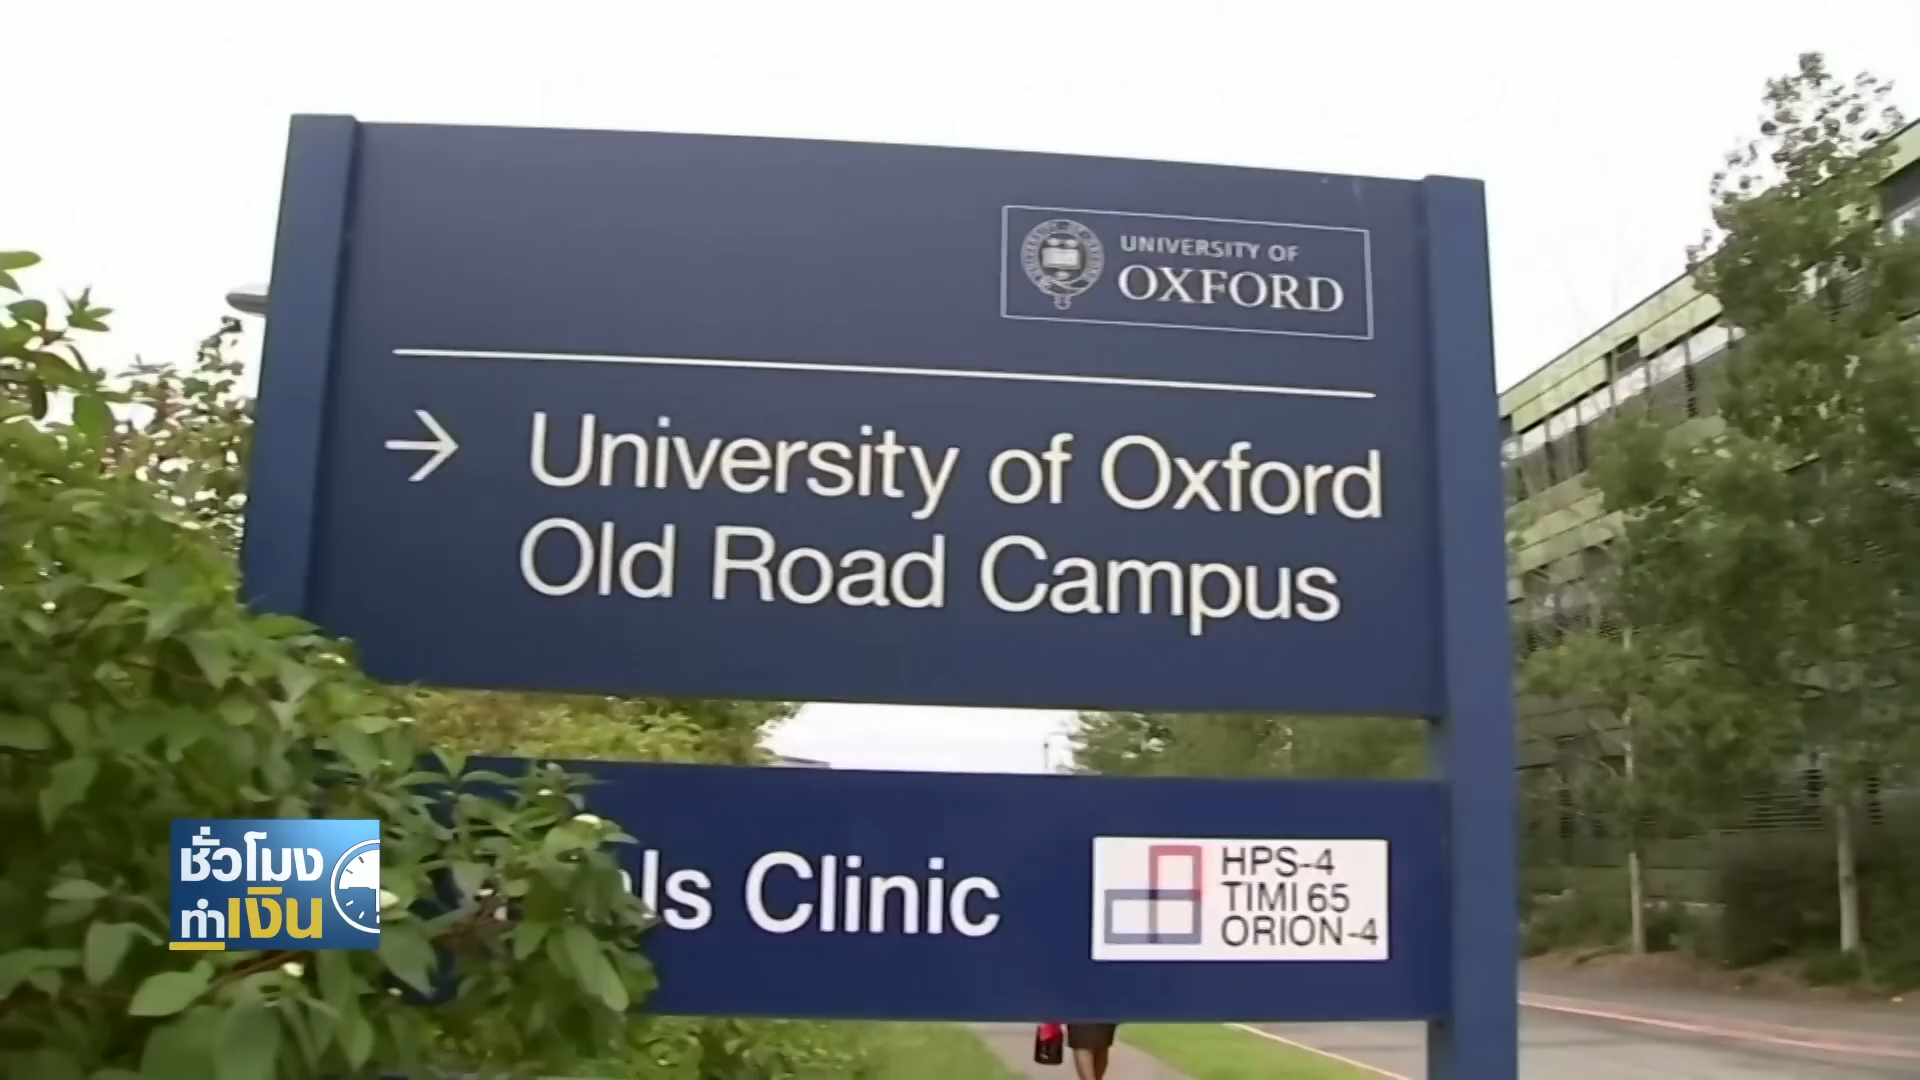 UNIVERSITY OF
OXFORD
→ University of Oxford
Old Road Campus
Clinic
HPS-4
TIMI 65
ORION-4
ชั่วโมง
ทำเงิน